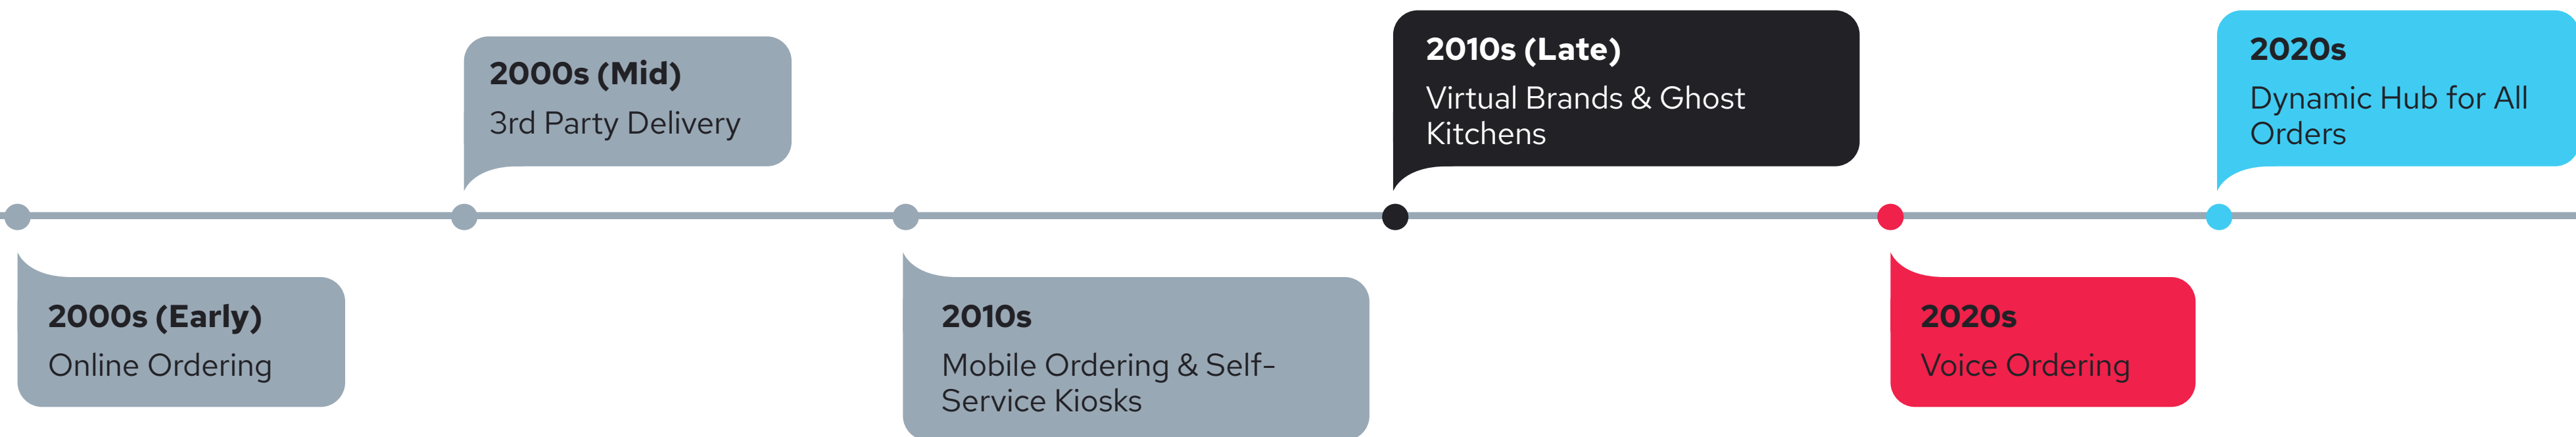 2000s (Early)
Online Ordering
2000s (Mid)
3rd Party Delivery
2010s
Mobile Ordering & Self-
Service Kiosks
2010s (Late)
Virtual Brands & Ghost
Kitchens
2020s
Voice Ordering
2020s
Dynamic Hub for All
Orders